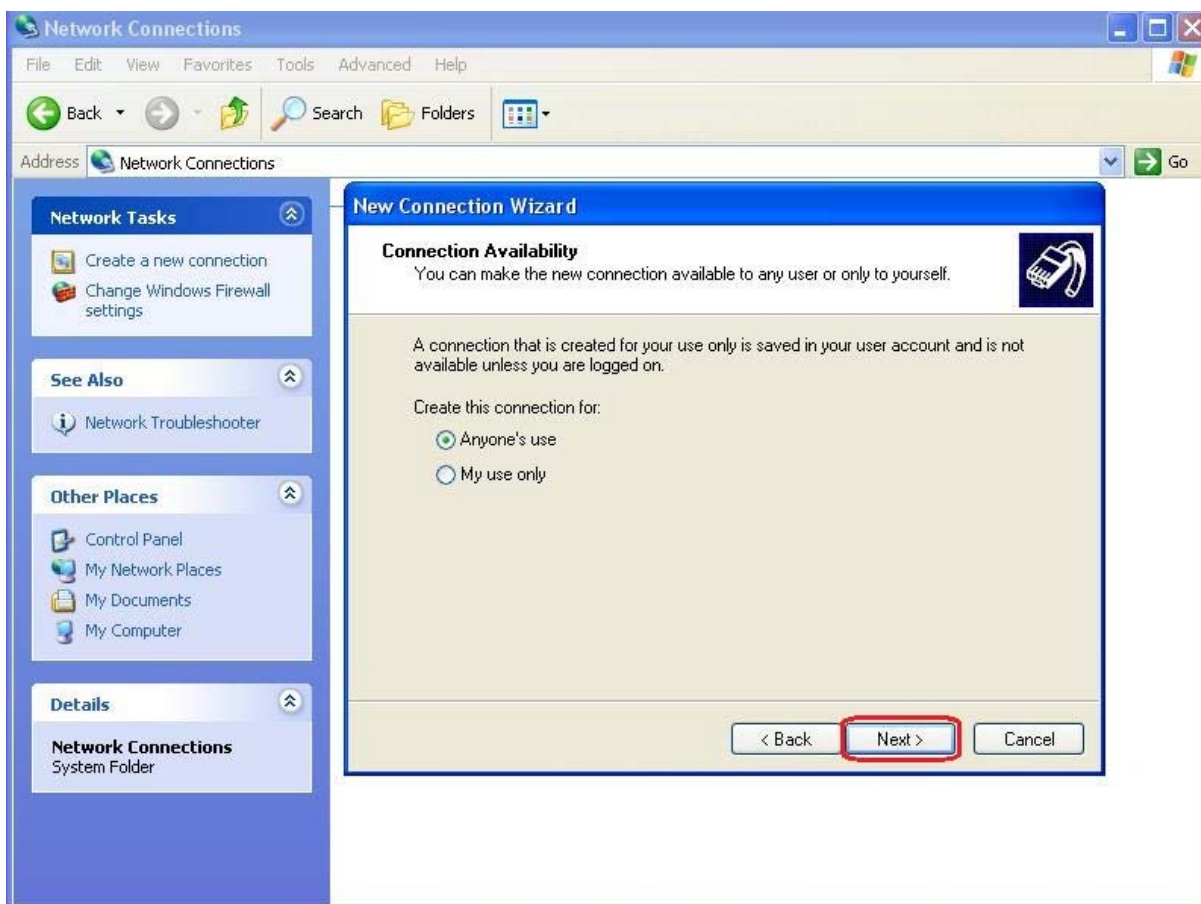 Network Connections
File Edit View Favorites Tools Advanced Help
Back Search Folders
Address Network Connections Go
Network Tasks
Create a new connection
Change Windows Firewall
settings
See Also
Network Troubleshooter
Other Places
Control Panel
My Network Places
My Documents
My Computer
Details
Network Connections
System Folder
New Connection Wizard
Connection Availability
You can make the new connection available to any user or only to yourself.
A connection that is created for your use only is saved in your user account and is not
available unless you are logged on.
Create this connection for:
Anyone's use
My use only
< Back Next > Cancel